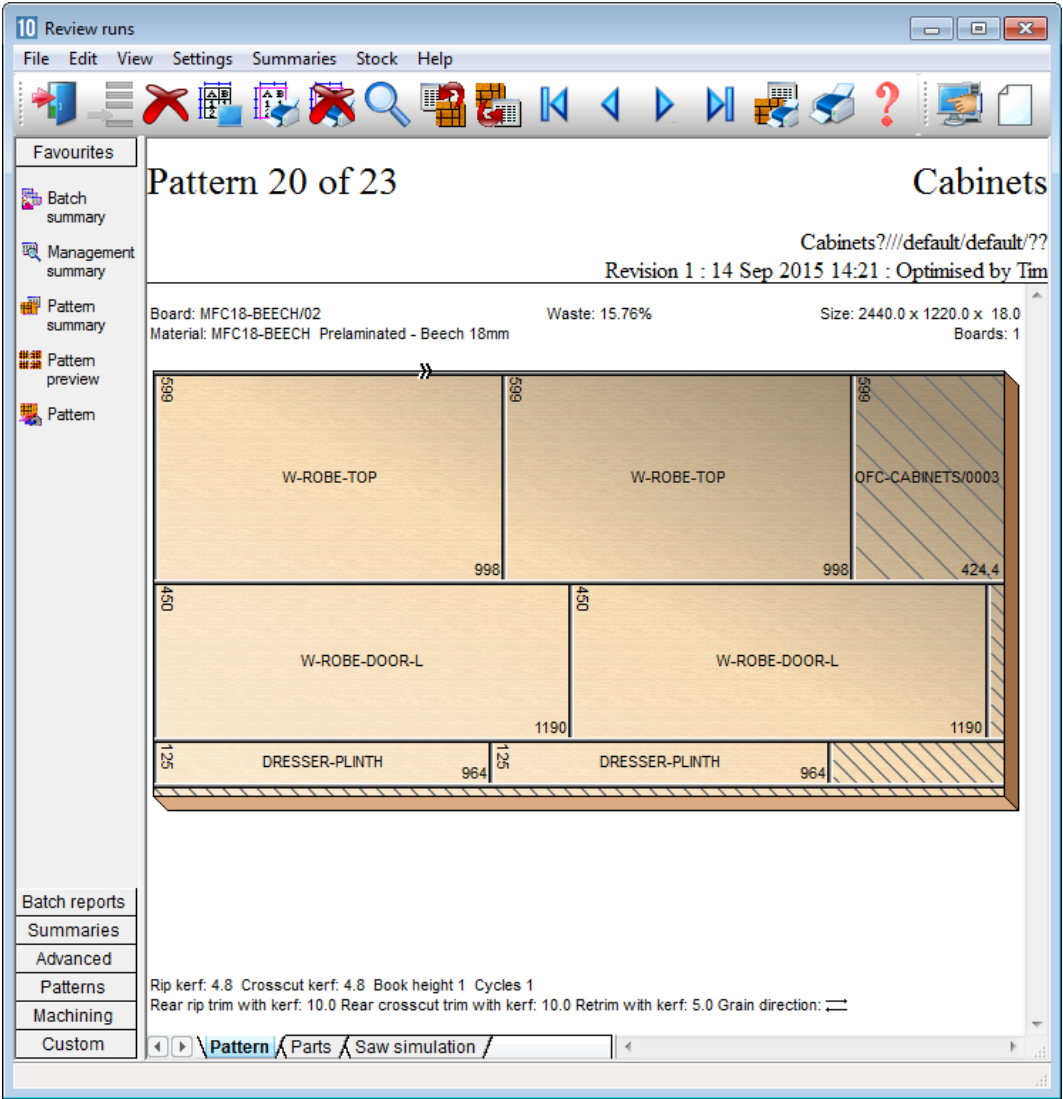 10 Review runs
File Edit View Settings Summaries Stock Help
Favourites
Batch
summary
Management
summary
Pattern
summary
Pattern
preview
Pattern
Pattern 20 of 23 Cabinets
Cabinets?///default/default/??
Revision 1 : 14 Sep 2015 14:21 : Optimised by Tim
Board: MFC18-BEECH/02 Waste: 15.76% Size: 2440.0 x 1220.0 x 18.0
Material: MFC18-BEECH Prelaminated - Beech 18mm Boards: 1
599 599 599
W-ROBE-TOP W-ROBE-TOP OFC-CABINETS/0003
998 998 424.4
450 450
W-ROBE-DOOR-L W-ROBE-DOOR-L
1190 1190
125 DRESSER-PLINTH 964 125 DRESSER-PLINTH 964
Batch reports
Summaries
Advanced
Patterns
Machining
Custom
Rip kerf: 4.8 Crosscut kerf: 4.8 Book height 1 Cycles 1
Rear rip trim with kerf: 10.0 Rear crosscut trim with kerf: 10.0 Retrim with kerf: 5.0 Grain direction:
Pattern Parts Saw simulation